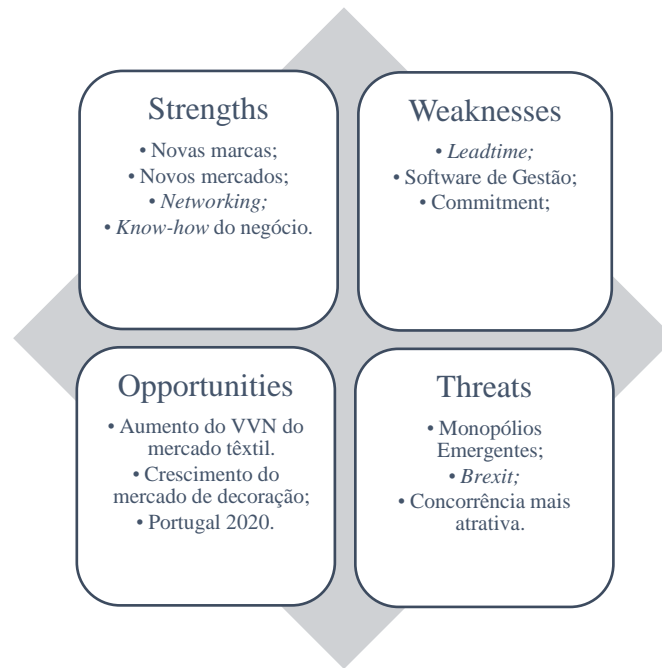 Strengths
• Novas marcas;
• Novos mercados;
• Networking;
• Know-how do negócio.
Weaknesses
• Leadtime;
• Software de Gestão;
• Commitment;
Opportunities
• Aumento do VVN do
mercado têxtil.
• Crescimento do
mercado de decoração;
• Portugal 2020.
Threats
• Monopólios
Emergentes;
• Brexit;
• Concorrência mais
atrativa.